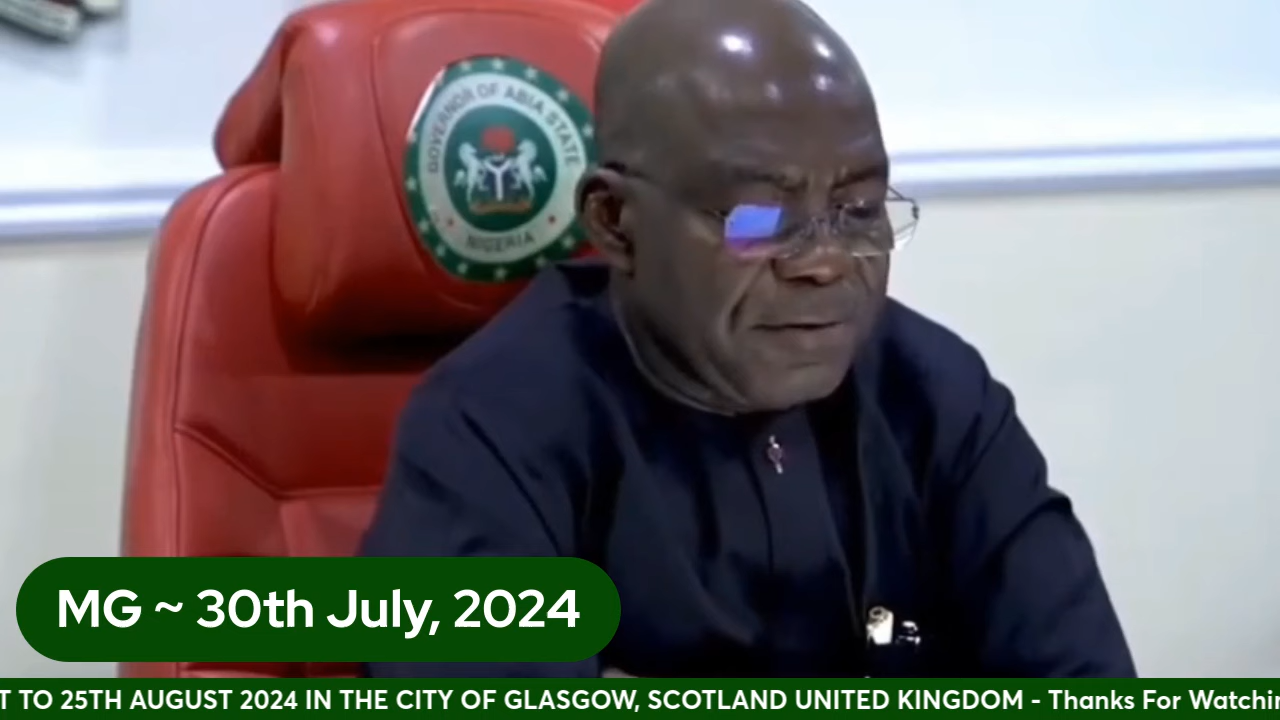 GOVERNOR OF ABIA STATE
NIGERIA
MG ~ 30th July, 2024
T TO 25TH AUGUST 2024 IN THE CITY OF GLASGOW, SCOTLAND UNITED KINGDOM - Thanks For Watchin